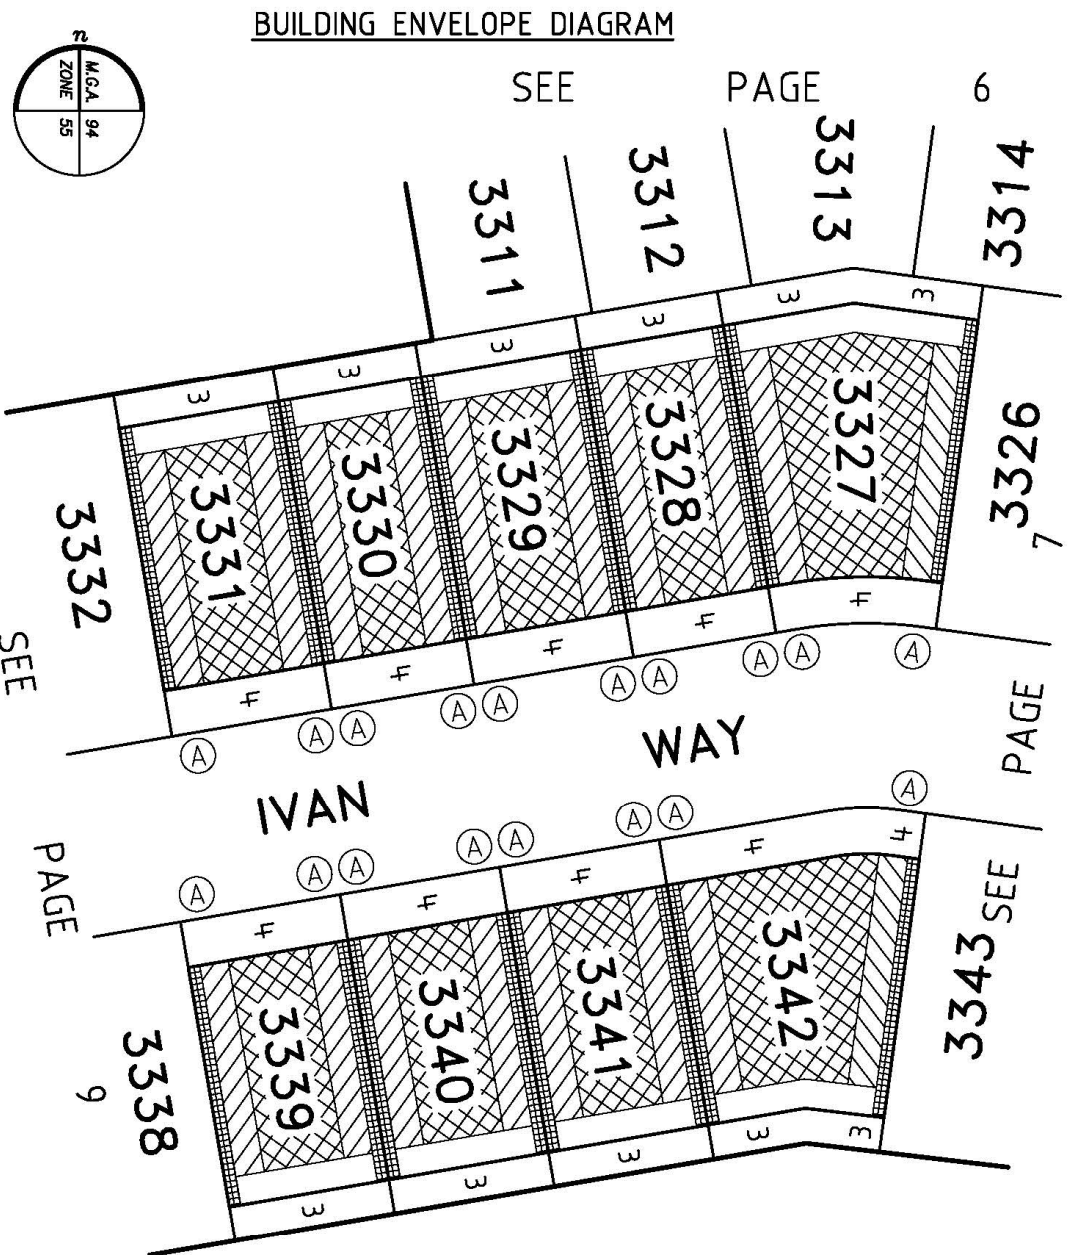 BUILDING ENVELOPE DIAGRAM
n
M.G.A. 94
ZONE 55
SEE PAGE 6
3311
3312
3313
3314
3 3 3 3 3 3
3332
3331
3330
3329
3328
3327
3326
7
4 4 4 4 4
A A A A A A A A A A
SEE
PAGE
9
IVAN WAY
SEE
PAGE
A A A A A A A A
4 4 4 4 4
3338
3339
3340
3341
3342
3343
3 3 3 3 3